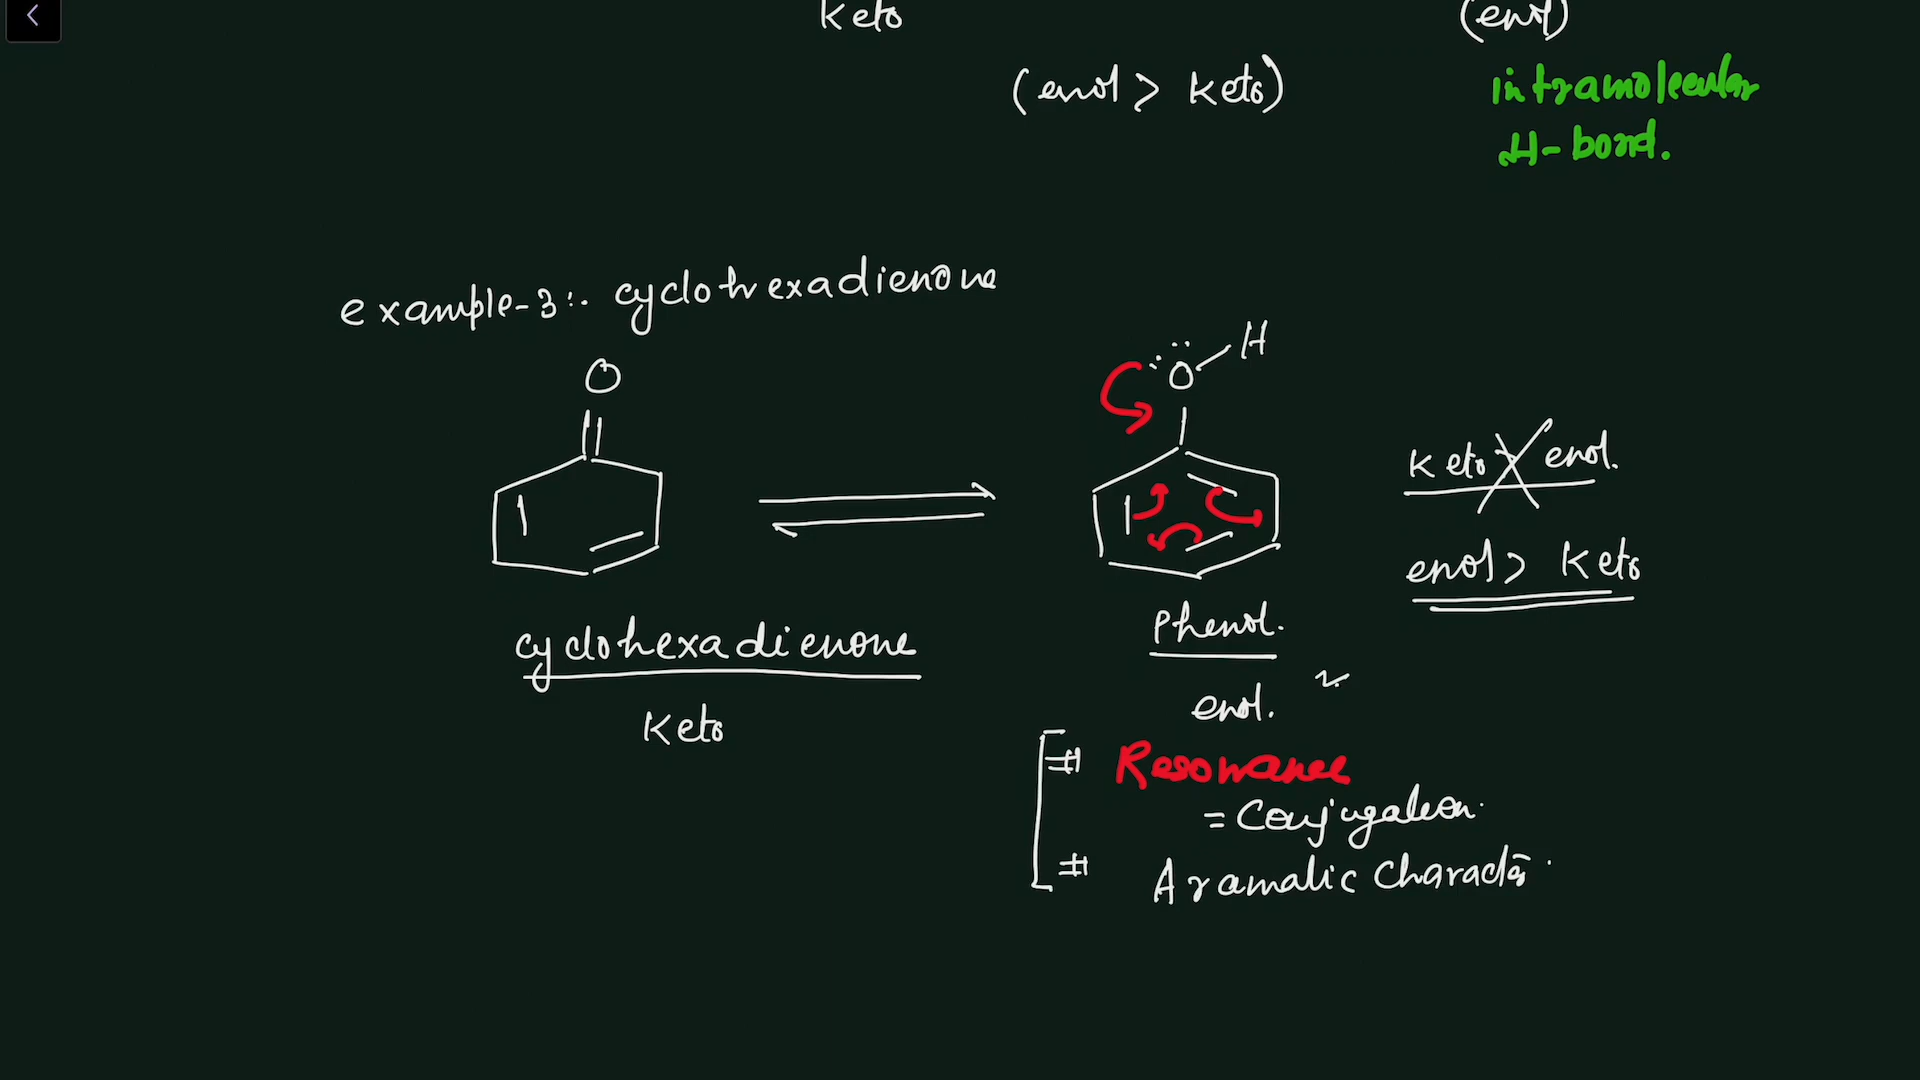 keto
(enol)
(enol > keto)
intramolecular
H-bond.
example-3:- cyclohexadienone
O
:O-H
keto > enol.
enol > keto
cyclohexadienone
Phenol.
keto
enol.
# Resonance
= Conjugation.
# Aramatic Character